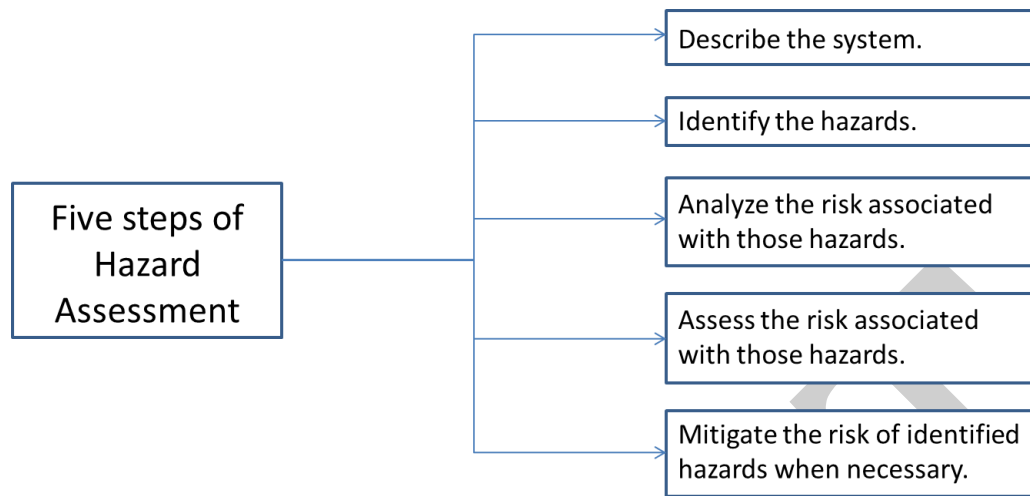 Five steps of
Hazard
Assessment
Describe the system.
Identify the hazards.
Analyze the risk associated
with those hazards.
Assess the risk associated
with those hazards.
Mitigate the risk of identified
hazards when necessary.